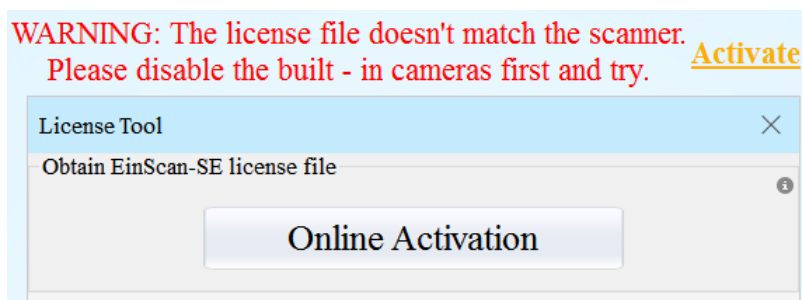 WARNING: The license file doesn't match the scanner.
Please disable the built - in cameras first and try.
Activate
License Tool
Obtain EinScan-SE license file
Online Activation